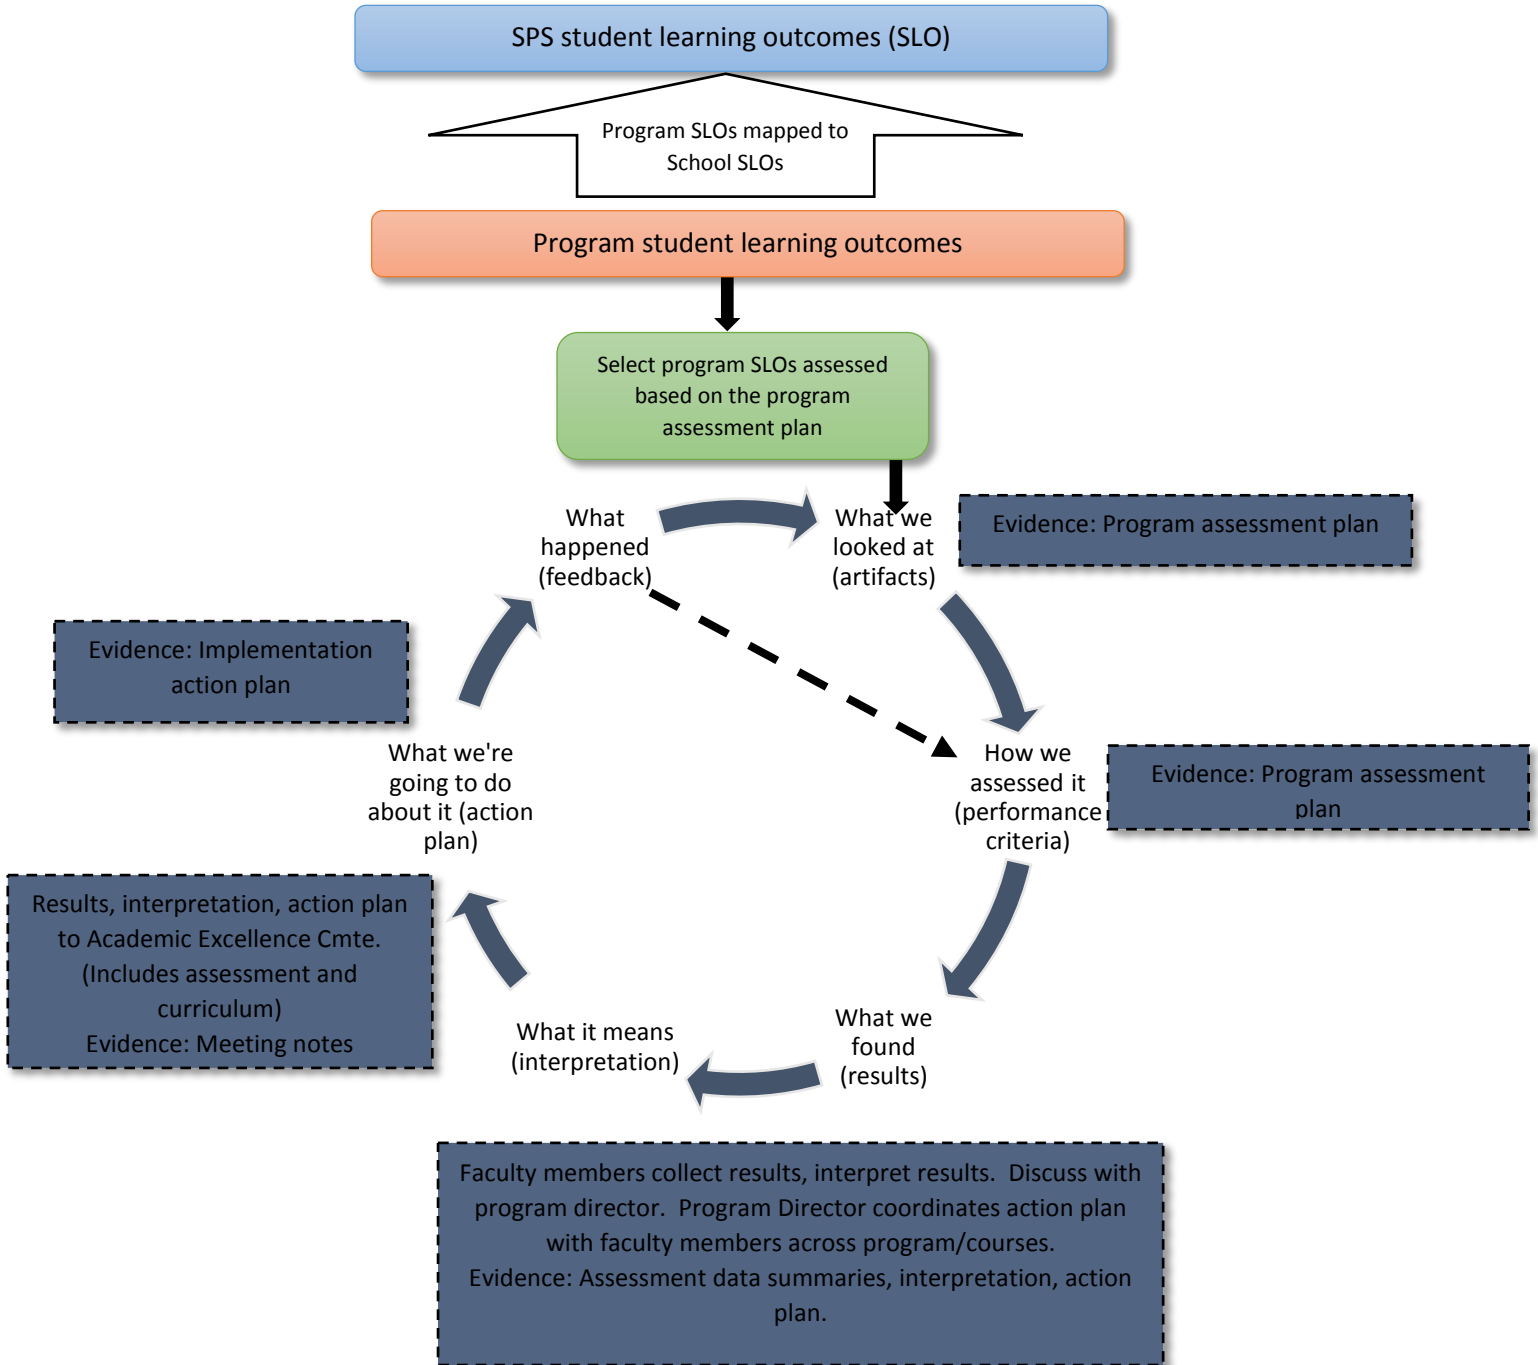 SPS student learning outcomes (SLO)
Program SLOs mapped to
School SLOs
Program student learning outcomes
Select program SLOs assessed
based on the program
assessment plan
What
happened
(feedback)
What we
looked at
(artifacts)
Evidence: Program assessment plan
Evidence: Implementation
action plan
What we're
going to do
about it (action
plan)
How we
assessed it
(performance
criteria)
Evidence: Program assessment
plan
Results, interpretation, action plan
to Academic Excellence Cmte.
(Includes assessment and
curriculum)
Evidence: Meeting notes
What it means
(interpretation)
What we
found
(results)
Faculty members collect results, interpret results.  Discuss with
program director.  Program Director coordinates action plan
with faculty members across program/courses.
Evidence: Assessment data summaries, interpretation, action
plan.